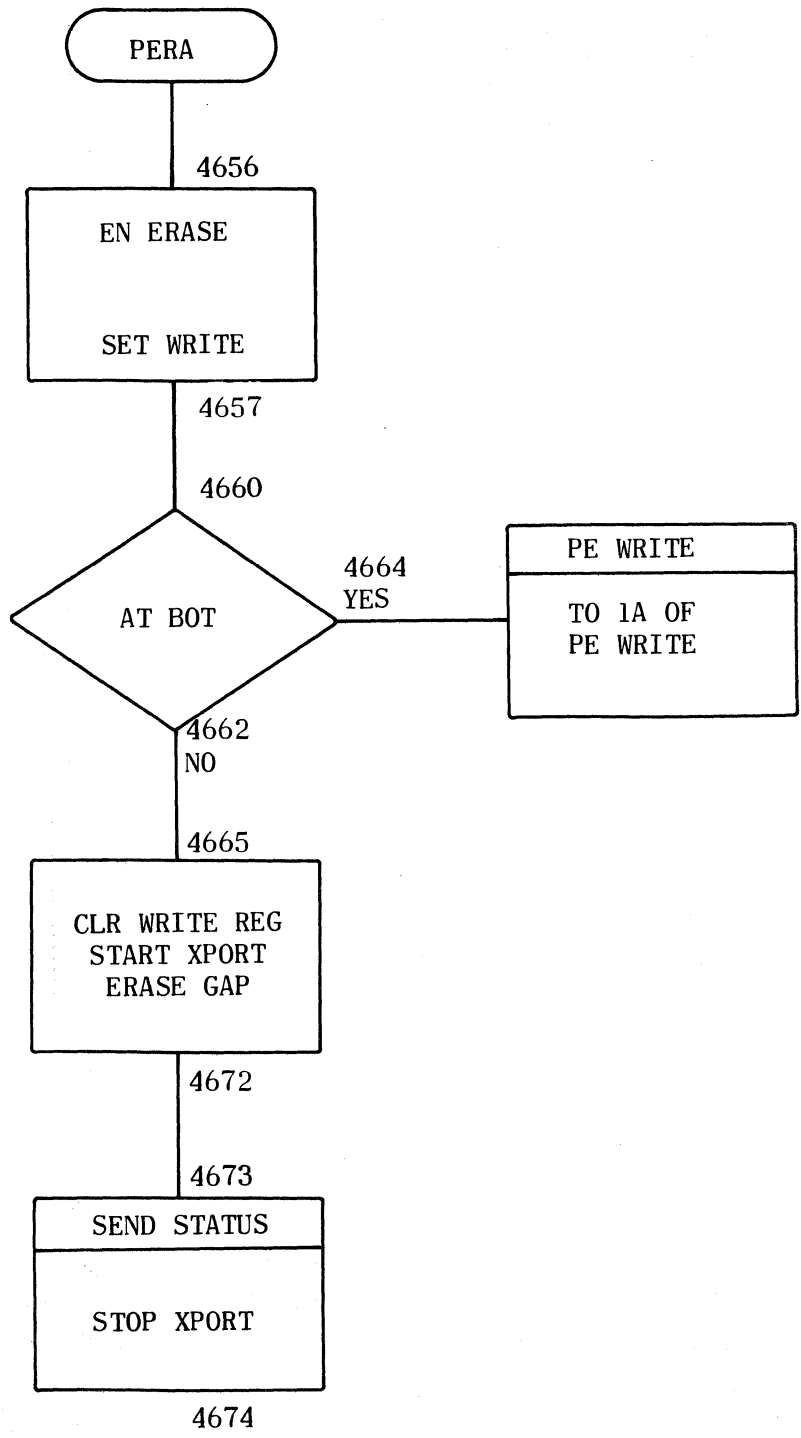 PERA
4656
EN ERASE
SET WRITE
4657
4660
AT BOT
4664
YES
PE WRITE
TO 1A OF
PE WRITE
4662
NO
4665
CLR WRITE REG
START XPORT
ERASE GAP
4672
4673
SEND STATUS
STOP XPORT
4674